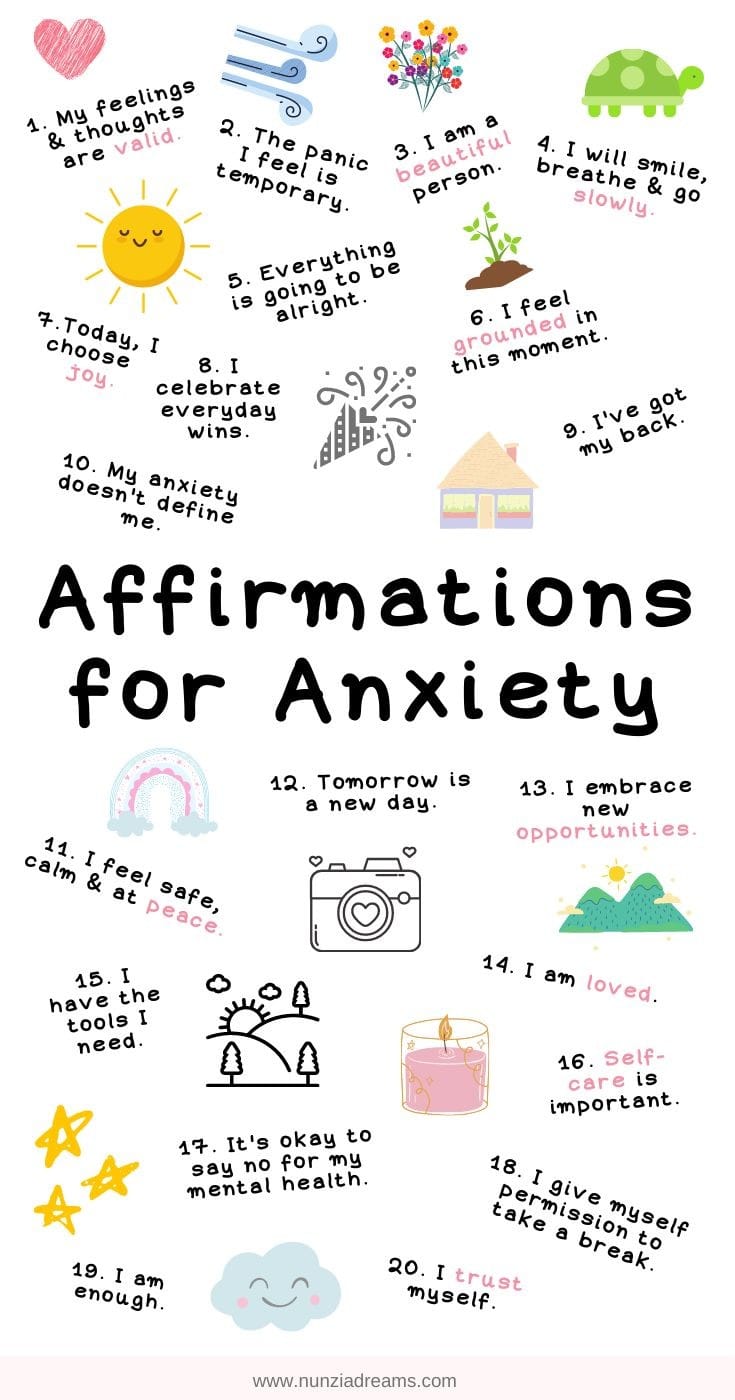 1. My feelings
& thoughts
are valid.
2. The panic
I feel is
temporary.
3. I am a
beautiful
person.
4. I will smile,
breathe & go
slowly.
5. Everything
is going to be
alright.
6. I feel
grounded in
this moment.
7.Today, I
choose
joy.
8. I
celebrate
everyday
wins.
9. I've got
my back.
10. My anxiety
doesn't define
me.
Affirmations
for Anxiety
11. I feel safe,
calm & at peace.
12. Tomorrow is
a new day.
13. I embrace
new
opportunities.
14. I am loved.
15. I
have the
tools I
need.
16. Self-
care is
important.
17. It's okay to
say no for my
mental health.
18. I give myself
permission to
take a break.
19. I am
enough.
20. I trust
myself.
www.nunziadreams.com